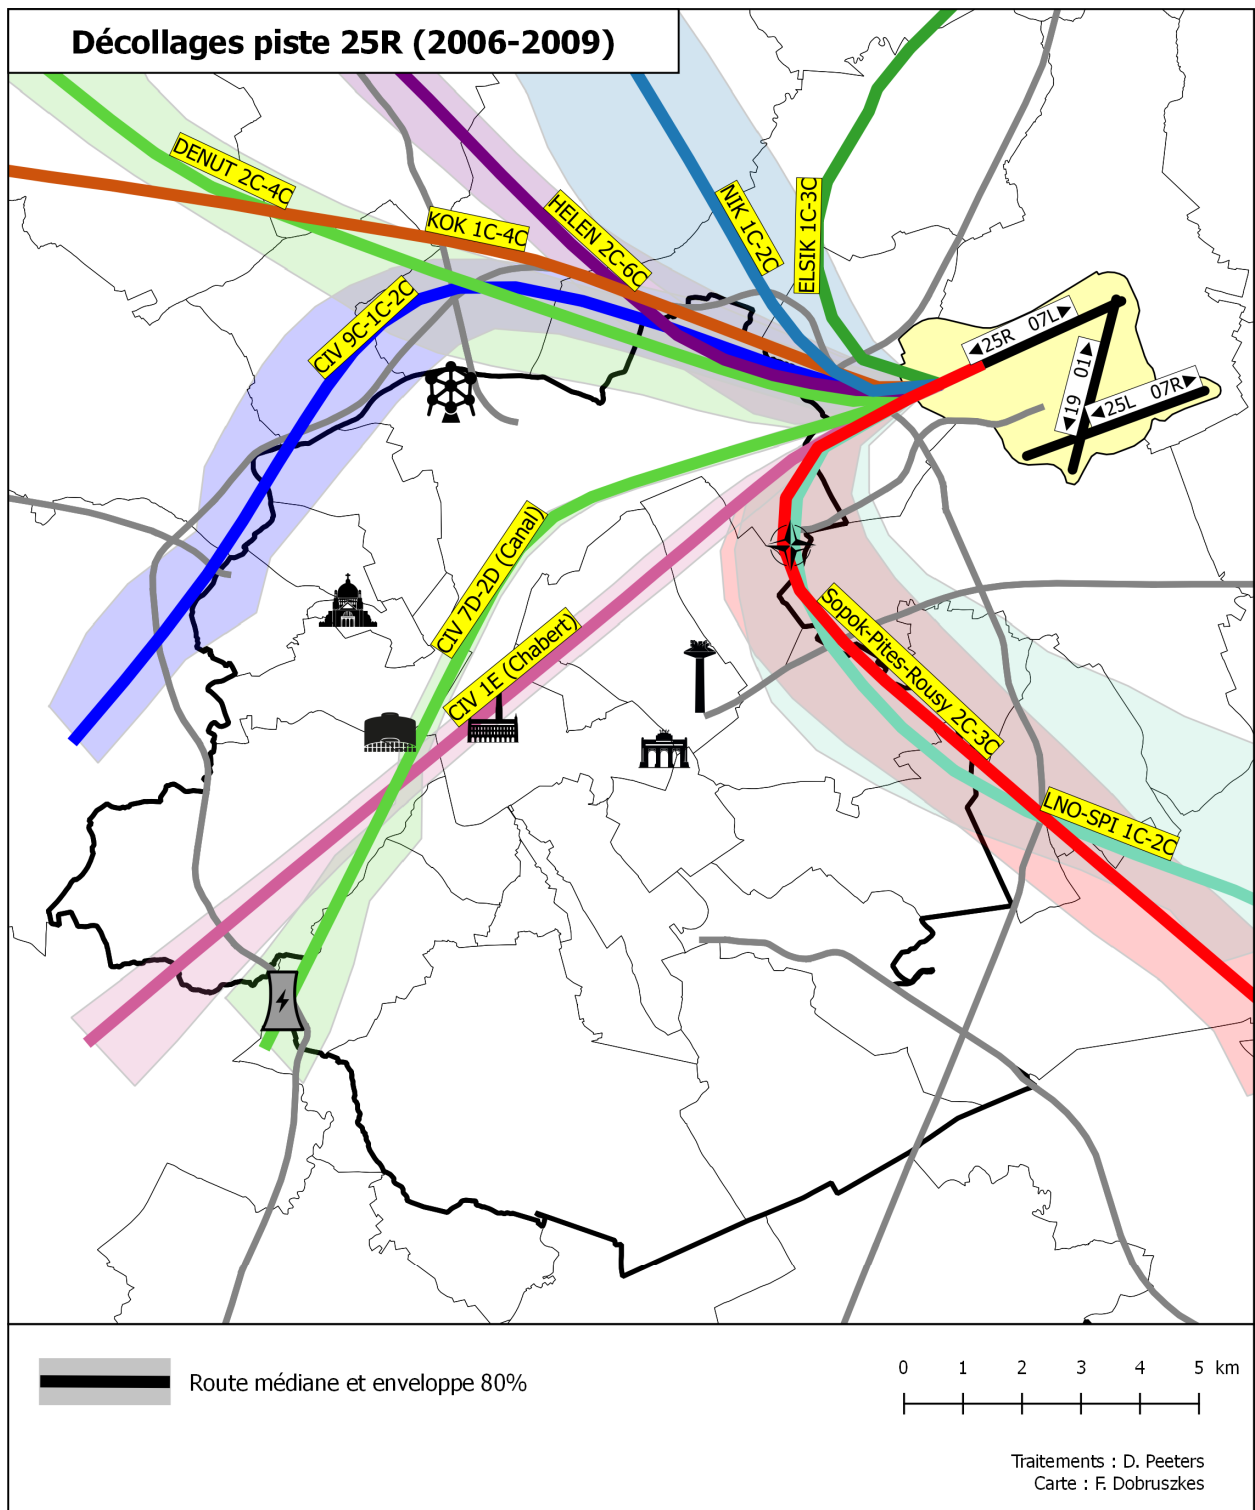 Décollages piste 25R (2006-2009)
DENUT 2C-4C
KOK 1C-4C
HELEN 2C-6C
NIK 1C-2C
ELSIK 1C-3C
CIV 9C-1C-2C
◀25R 07L▶
◀19 01▶
◀25L 07R▶
CIV 7D-2D (Canal)
CIV 1E (Chabert)
Sopok-Pites-Rousy 2C-3C
LNO-SPI 1C-2C
Route médiane et enveloppe 80%
0 1 2 3 4 5 km
Traitements : D. Peeters
Carte : F. Dobruszkes